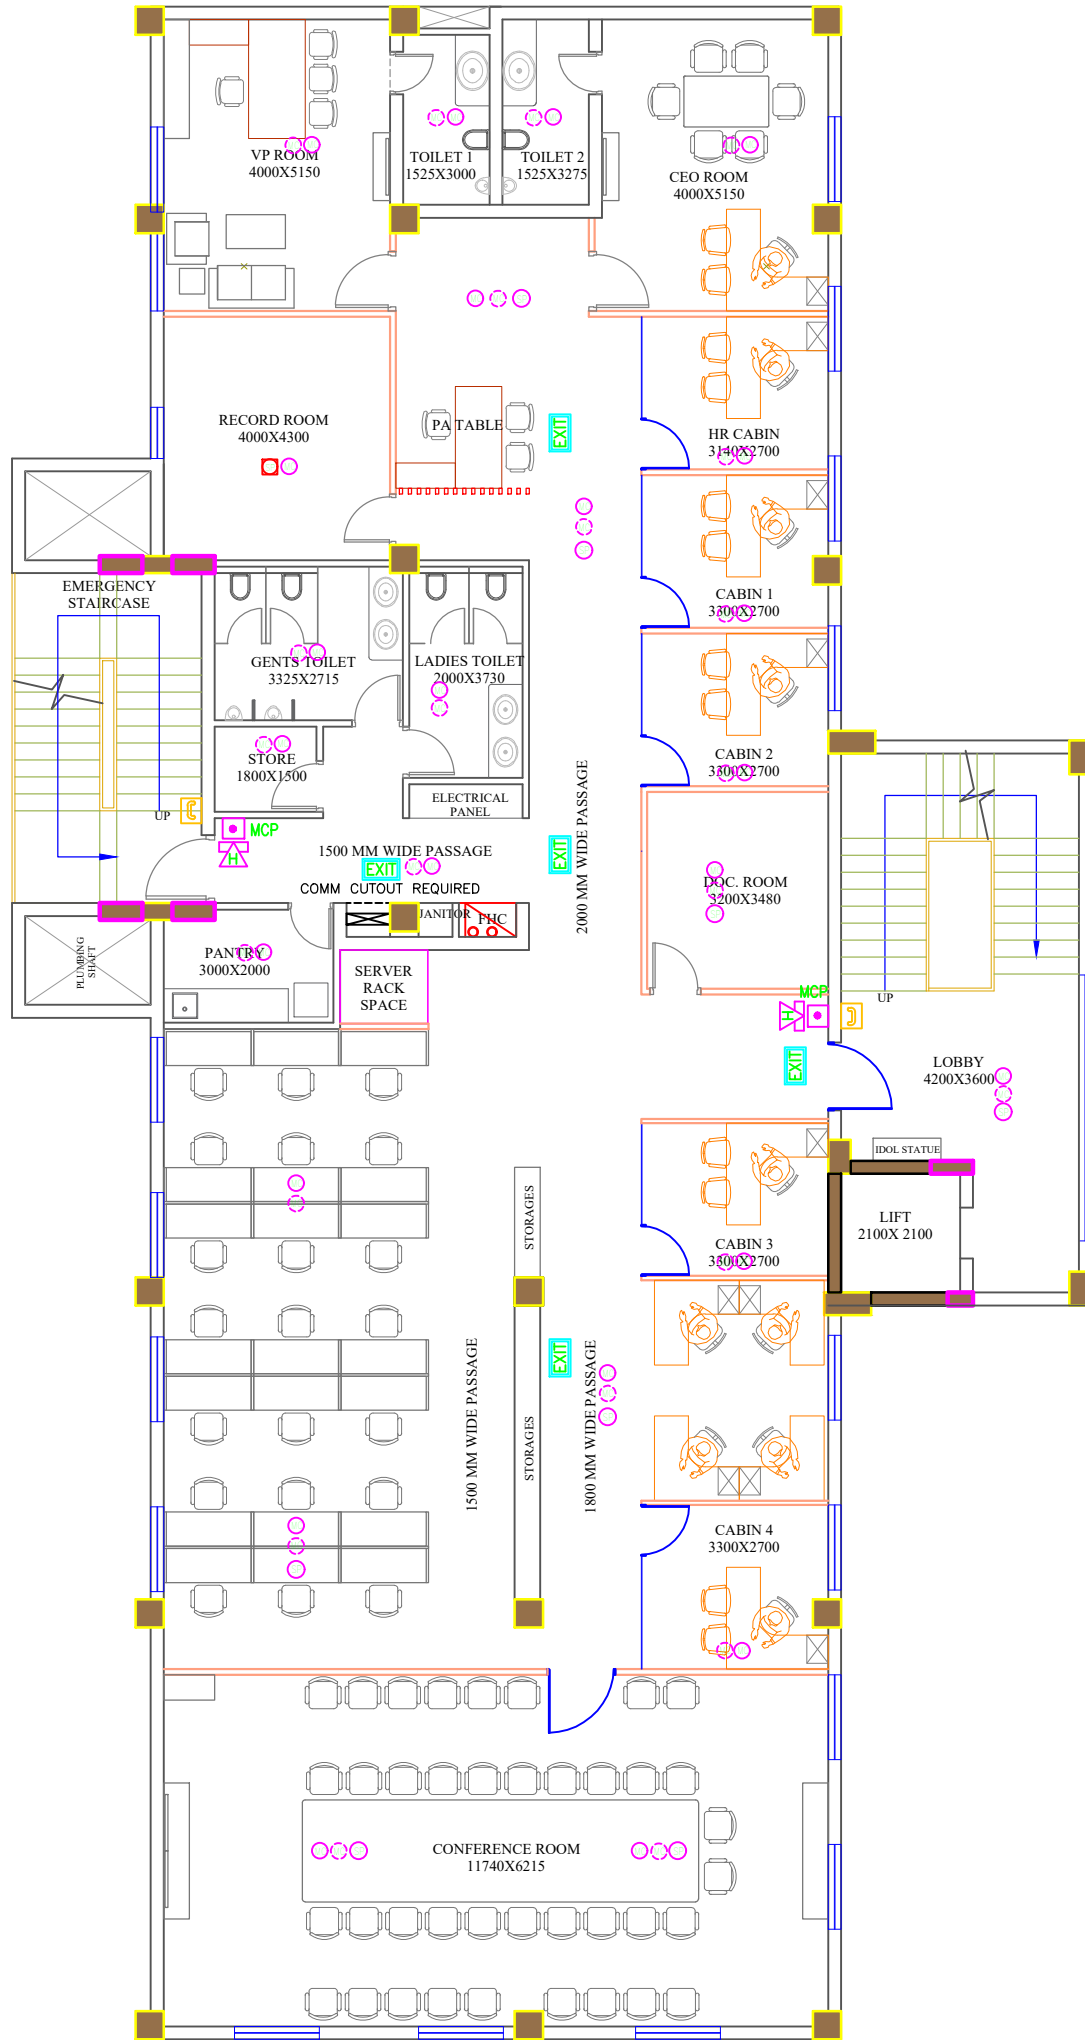 VP ROOM
4000X5150
TOILET 1
1525X3000
TOILET 2
1525X3275
CEO ROOM
4000X5150
RECORD ROOM
4000X4300
PA TABLE
EXIT
HR CABIN
3140X2700
EMERGENCY
STAIRCASE
CABIN 1
3300X2700
GENTS TOILET
3325X2715
LADIES TOILET
2000X3730
STORE
1800X1500
CABIN 2
3300X2700
ELECTRICAL
PANEL
UP
MCP
H
1500 MM WIDE PASSAGE
EXIT
EXIT
2000 MM WIDE PASSAGE
COMM CUTOUT REQUIRED
DOC. ROOM
3200X3480
JANITOR
FHC
PLUMBING
SHAFT
PANTRY
3000X2000
SERVER
RACK
SPACE
MCP
H
UP
EXIT
LOBBY
4200X3600
IDOL STATUE
LIFT
2100X 2100
STORAGES
CABIN 3
3300X2700
1500 MM WIDE PASSAGE
STORAGES
EXIT
1800 MM WIDE PASSAGE
CABIN 4
3300X2700
CONFERENCE ROOM
11740X6215